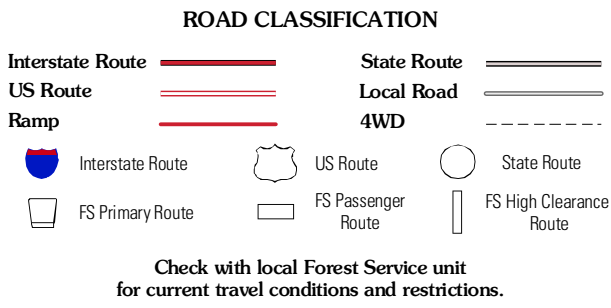 ROAD CLASSIFICATION
Interstate Route
State Route
US Route
Local Road
Ramp
4WD
Interstate Route
US Route
State Route
FS Primary Route
FS Passenger
Route
FS High Clearance
Route
Check with local Forest Service unit
for current travel conditions and restrictions.